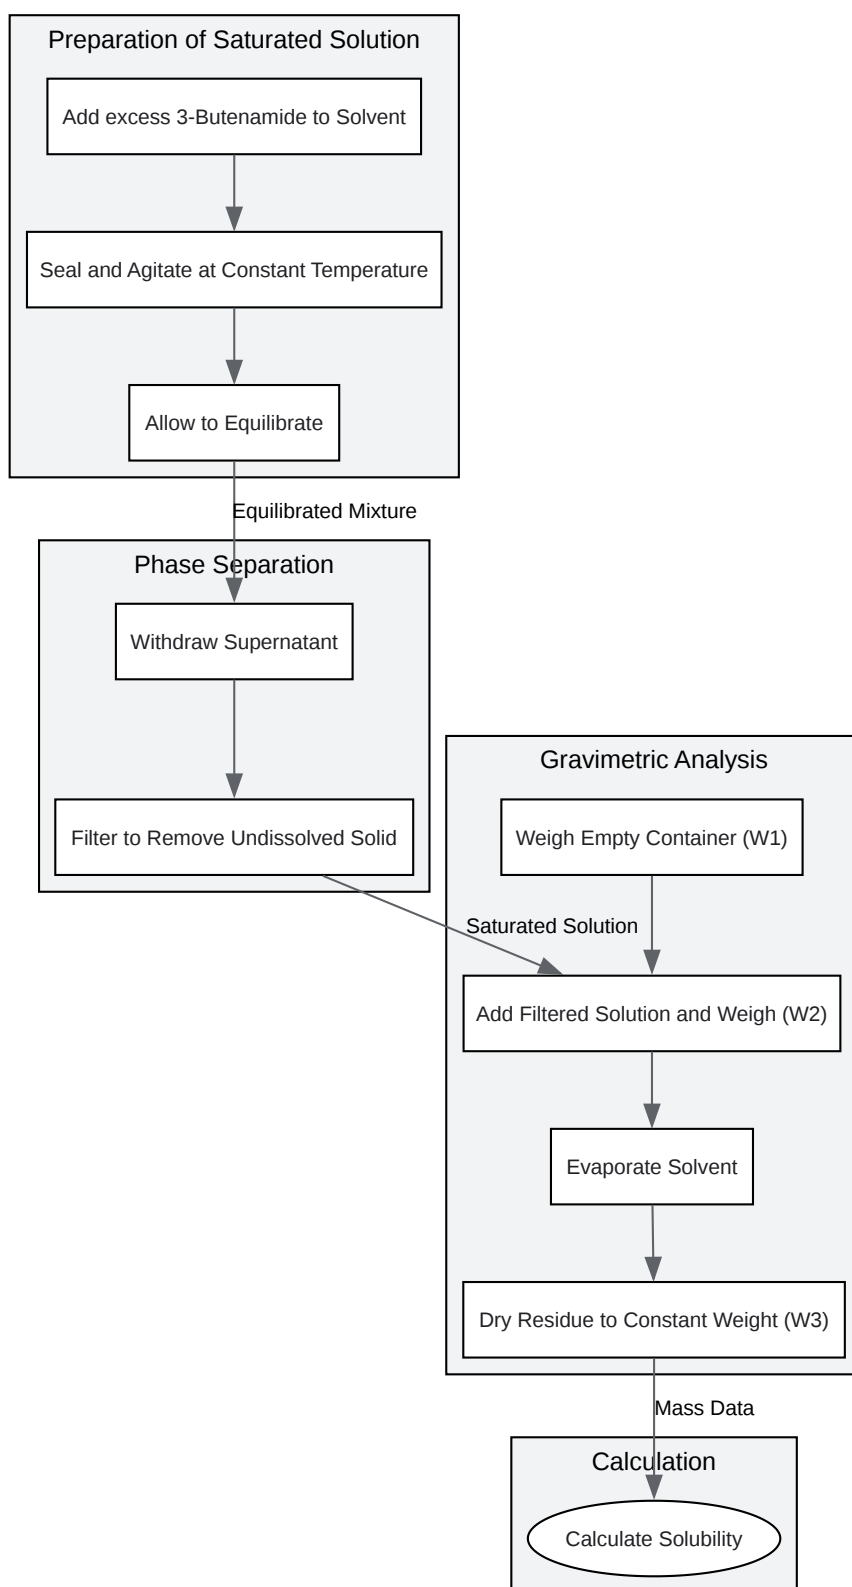 Preparation of Saturated Solution
Add excess 3-Butenamide to Solvent
Seal and Agitate at Constant Temperature
Allow to Equilibrate
Equilibrated Mixture
Phase Separation
Withdraw Supernatant
Filter to Remove Undissolved Solid
Gravimetric Analysis
Weigh Empty Container (W1)
Saturated Solution
Add Filtered Solution and Weigh (W2)
Evaporate Solvent
Dry Residue to Constant Weight (W3)
Mass Data
Calculation
Calculate Solubility